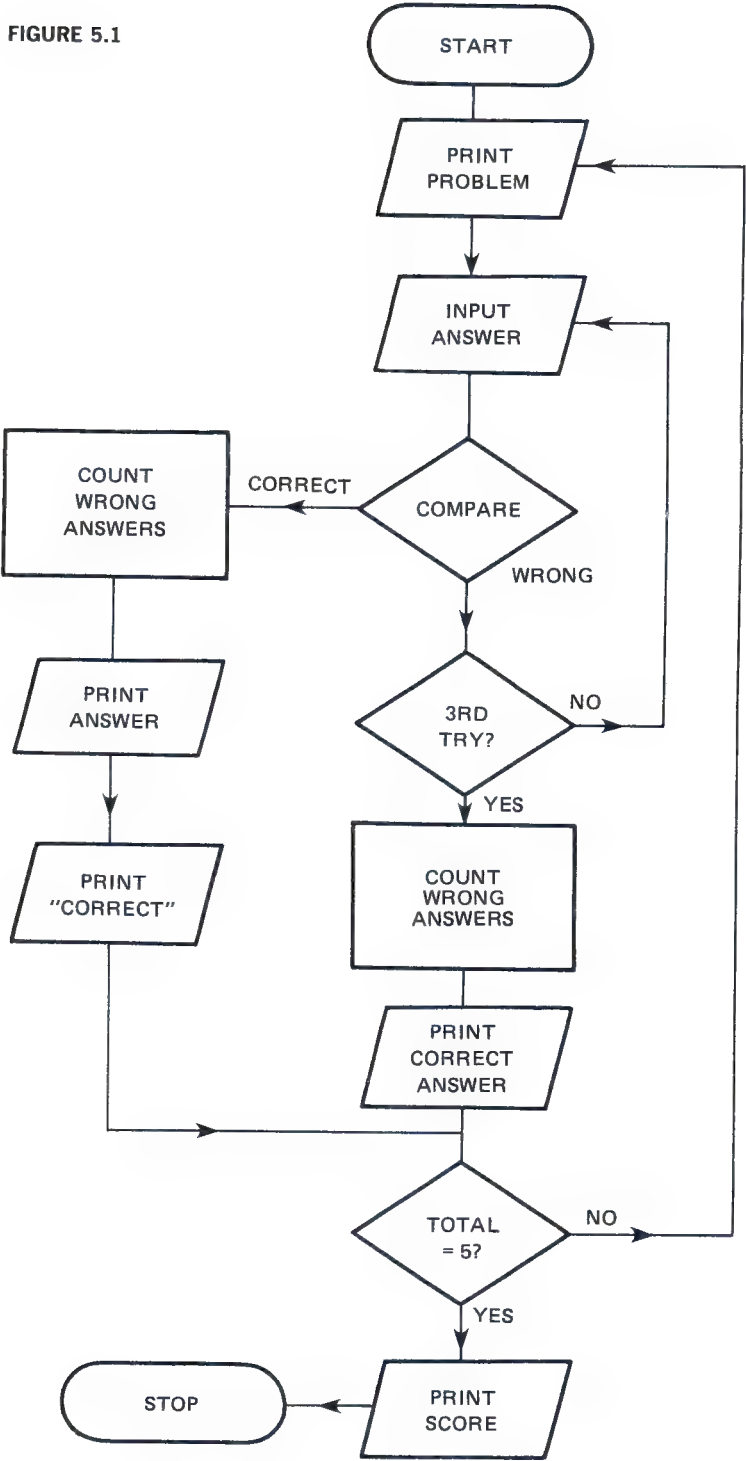 FIGURE 5.1
START
PRINT
PROBLEM
INPUT
ANSWER
COMPARE
CORRECT
COUNT
WRONG
ANSWERS
PRINT
ANSWER
PRINT
"CORRECT"
WRONG
3RD
TRY?
NO
YES
COUNT
WRONG
ANSWERS
PRINT
CORRECT
ANSWER
TOTAL
= 5?
NO
YES
PRINT
SCORE
STOP